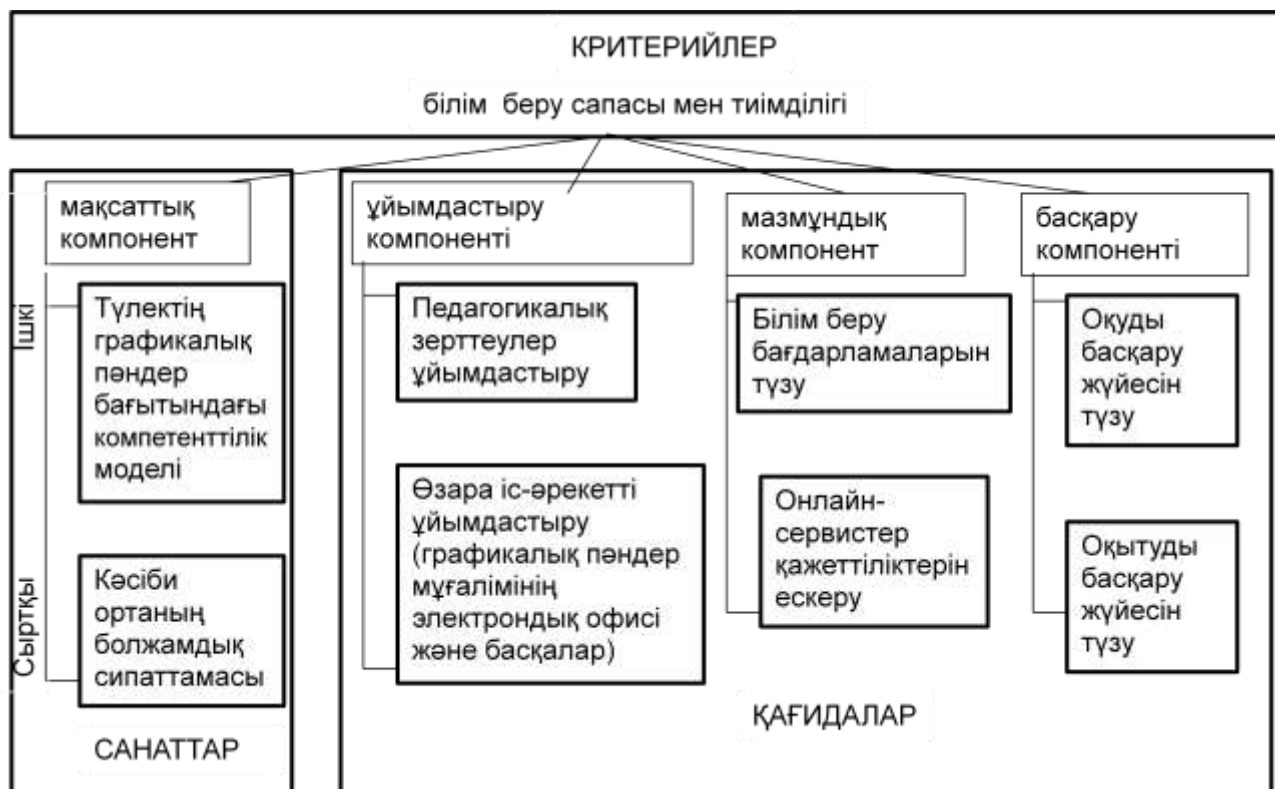 КРИТЕРИЙЛЕР
білім беру сапасы мен тиімділігі
мақсаттық
компонент
Ішкі
Түлектің
графикалық
пәндер
бағытындағы
компетенттілік
моделі
Сыртқы
Кәсіби
ортаның
болжамдық
сипаттамасы
САНАТТАР
ұйымдастыру
компоненті
Педагогикалық
зерттеулер
ұйымдастыру
Өзара іс-әрекетті
ұйымдастыру
(графикалық пәндер
мұғалімінің
электрондық офисі
және басқалар)
мазмұндық
компонент
Білім беру
бағдарламаларын
түзу
Онлайн-
сервистер
қажеттіліктерін
ескеру
басқару
компоненті
Оқуды
басқару
жүйесін
түзу
Оқытуды
басқару
жүйесін
түзу
ҚАҒИДАЛАР